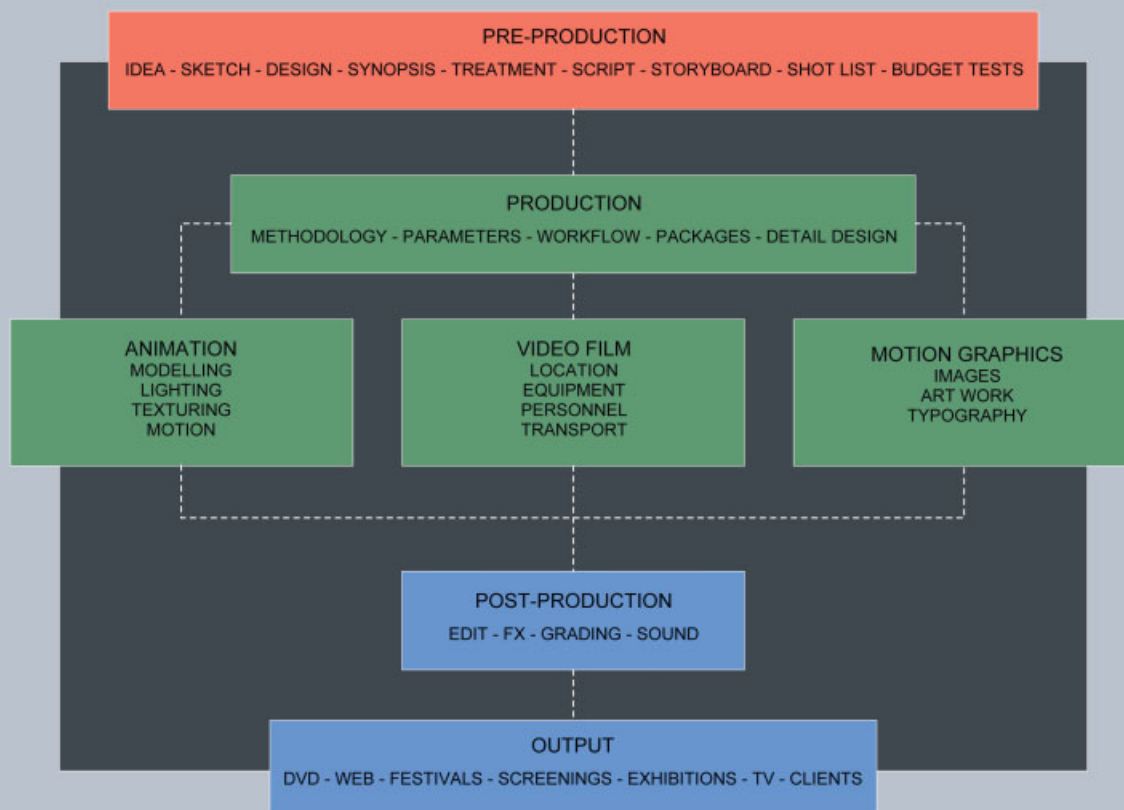 PRE-PRODUCTION
IDEA - SKETCH - DESIGN - SYNOPSIS - TREATMENT - SCRIPT - STORYBOARD - SHOT LIST - BUDGET TESTS
PRODUCTION
METHODOLOGY - PARAMETERS - WORKFLOW - PACKAGES - DETAIL DESIGN
ANIMATION
MODELLING
LIGHTING
TEXTURING
MOTION
VIDEO FILM
LOCATION
EQUIPMENT
PERSONNEL
TRANSPORT
MOTION GRAPHICS
IMAGES
ART WORK
TYPOGRAPHY
POST-PRODUCTION
EDIT - FX - GRADING - SOUND
OUTPUT
DVD - WEB - FESTIVALS - SCREENINGS - EXHIBITIONS - TV - CLIENTS